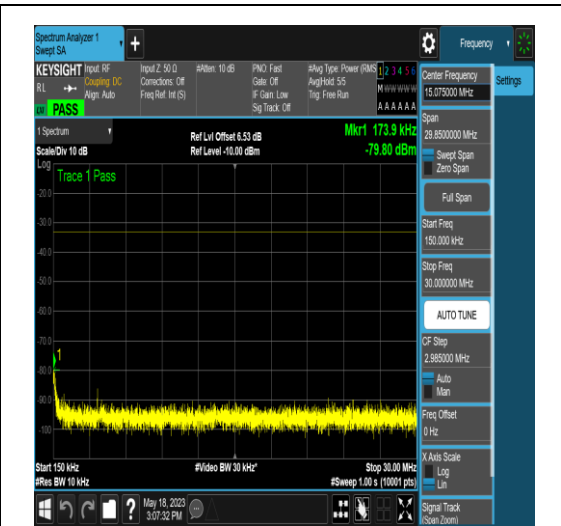 Spectrum Analyzer 1
Swept SA
+
Frequency
KEYSIGHT
RL
PASS
Input: RF
Coupling: DC
Align: Auto
Input Z: 50 Ω
Corrections: Off
Freq Ref: Int (S)
#Atten: 10 dB
PNO: Fast
Gate: Off
IF Gain: Low
Sig Track: Off
#Avg Type: Power (RMS
Avg|Hold: 5/5
Trig: Free Run
1 2 3 4 5 6
M W W W W W
A A A A A A
1 Spectrum
Scale/Div 10 dB
Ref Lvl Offset 6.53 dB
Ref Level -10.00 dBm
Mkr1 173.9 kHz
-79.80 dBm
Log
Trace 1 Pass
-20.0
-30.0
-40.0
-50.0
-60.0
-70.0
-80.0
-90.0
-100
1
Start 150 kHz
#Res BW 10 kHz
#Video BW 30 kHz*
Stop 30.00 MHz
#Sweep 1.00 s (10001 pts)
?
May 18, 2023
3:07:32 PM
Center Frequency
15.075000 MHz
Settings
Span
29.8500000 MHz
Swept Span
Zero Span
Full Span
Start Freq
150.000 kHz
Stop Freq
30.000000 MHz
AUTO TUNE
CF Step
2.985000 MHz
Auto
Man
Freq Offset
0 Hz
X Axis Scale
Log
Lin
Signal Track
(Span Zoom)